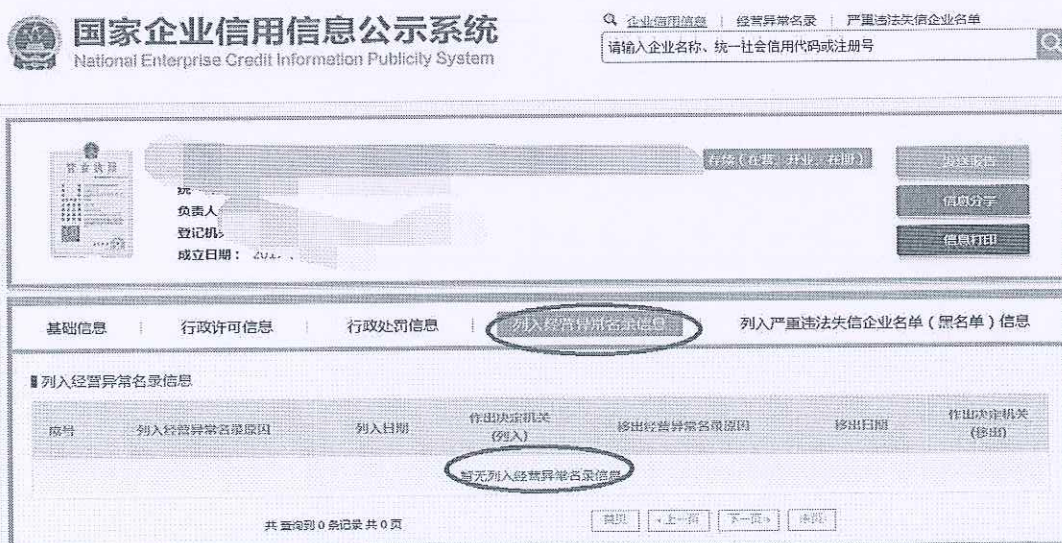 国家企业信用信息公示系统
National Enterprise Credit Information Publicity System
企业信用信息 | 经营异常名录 | 严重违法失信企业名单
请输入企业名称、统一社会信用代码或注册号
营业执照
存续（在营、开业、在册）
发送报告
统一
负责人
信息分享
登记机
成立日期： 201
信息打印
基础信息 | 行政许可信息 | 行政处罚信息 | 列入经营异常名录信息 | 列入严重违法失信企业名单（黑名单）信息
列入经营异常名录信息
序号 列入经营异常名录原因 列入日期 作出决定机关(列入) 移出经营异常名录原因 移出日期 作出决定机关(移出)
暂无列入经营异常名录信息
共 查询到 0 条记录 共 0 页 首页 上一页 下一页 末页